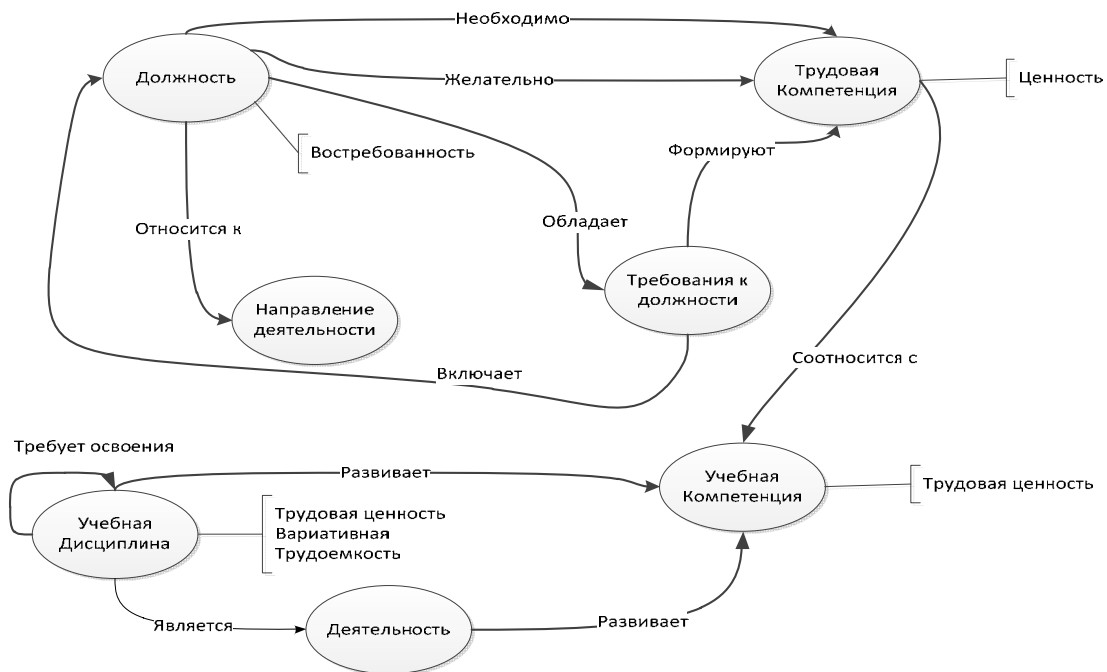 Необходимо
Должность
Желательно
Трудовая
Компетенция
Ценность
Востребованность
Формируют
Относится к
Обладает
Требования к
должности
Направление
деятельности
Включает
Соотносится с
Требует освоения
Развивает
Учебная
Компетенция
Трудовая ценность
Учебная
Дисциплина
Трудовая ценность
Вариативная
Трудоемкость
Является
Деятельность
Развивает